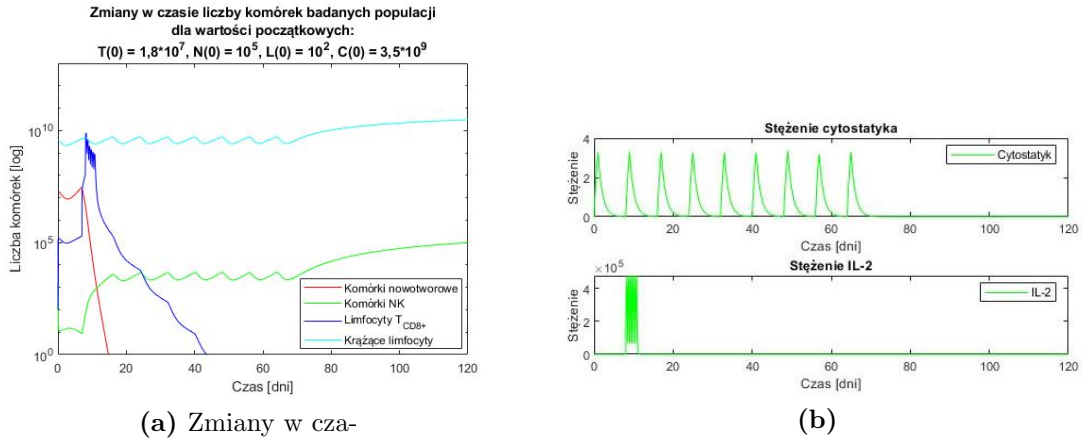 Zmiany w czasie liczby komórek badanych populacji
dla wartości początkowych:
T(0) = 1,8*10^7, N(0) = 10^5, L(0) = 10^2, C(0) = 3,5*10^9
Liczba komórek [log]
10^10
10^5
10^0
0 20 40 60 80 100 120
Czas [dni]
Komórki nowotworowe
Komórki NK
Limfocyty T_CD8+
Krążące limfocyty
(a) Zmiany w cza-
Stężenie cytostatyka
Stężenie
4
2
0
Cytostatyk
0 20 40 60 80 100 120
Czas [dni]
Stężenie IL-2
×10^5
Stężenie
4
2
0
IL-2
0 20 40 60 80 100 120
Czas [dni]
(b)